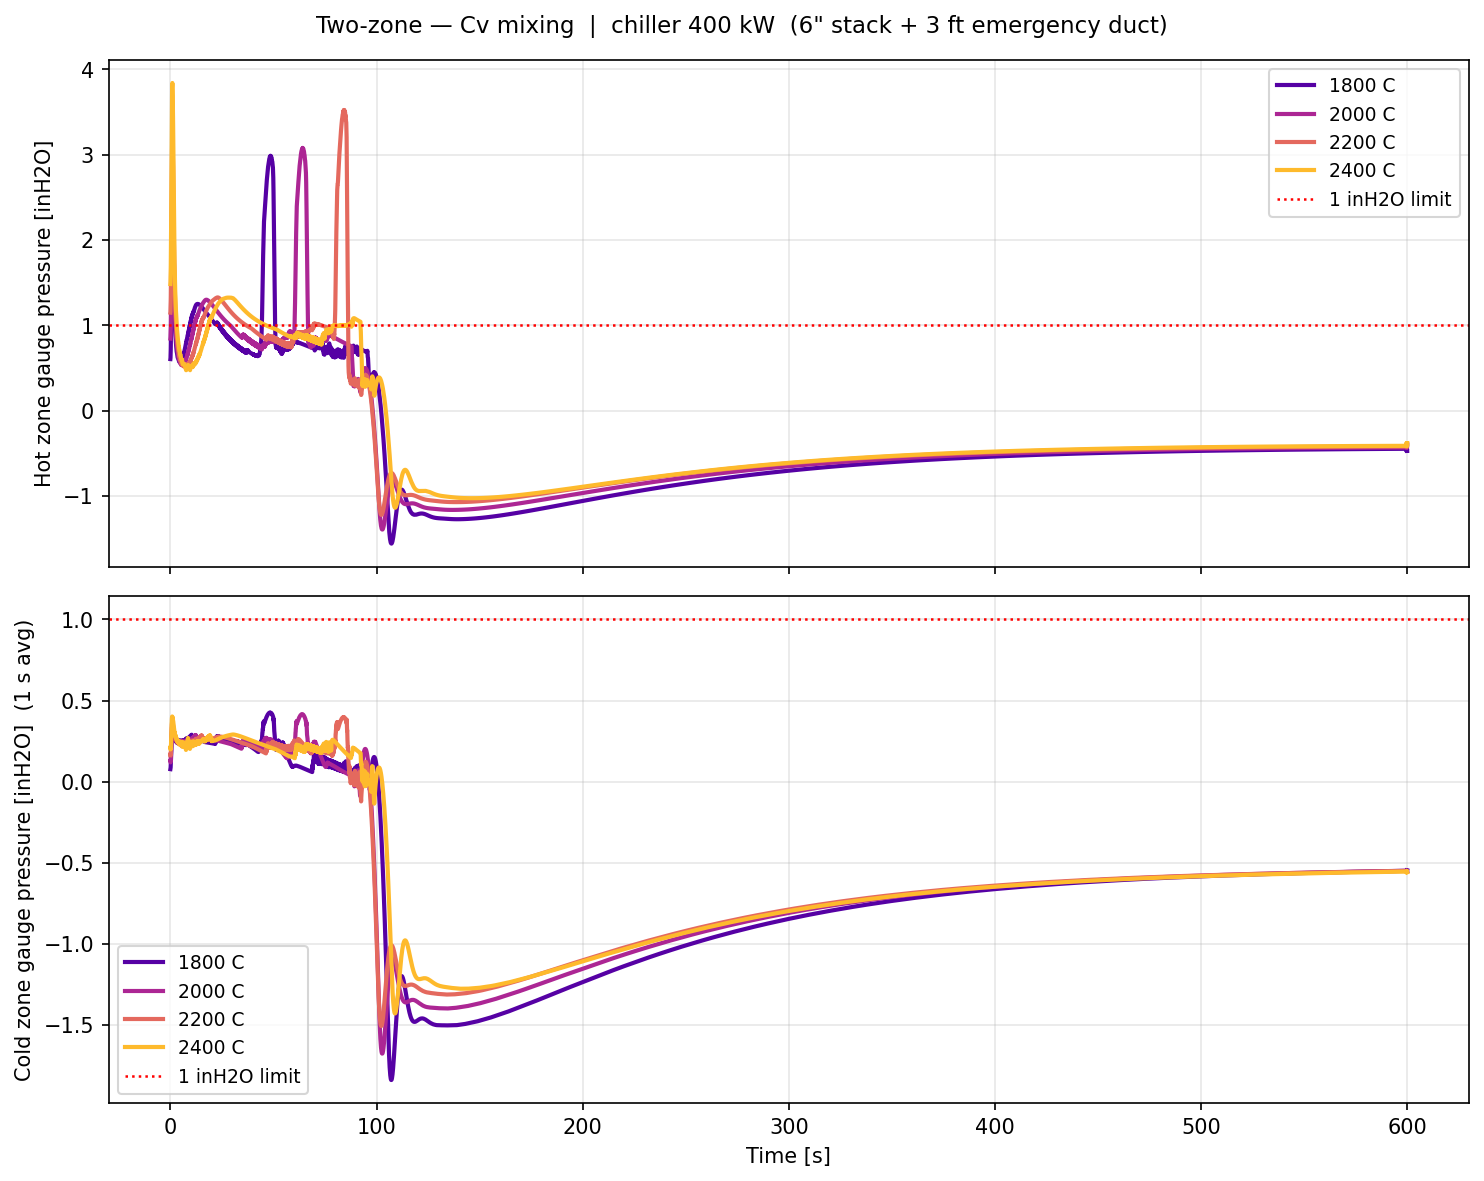 Two-zone — Cv mixing | chiller 400 kW (6" stack + 3 ft emergency duct)
Hot zone gauge pressure [inH2O]
4
3
2
1
0
−1
1800 C
2000 C
2200 C
2400 C
1 inH2O limit
Cold zone gauge pressure [inH2O] (1 s avg)
1.0
0.5
0.0
−0.5
−1.0
−1.5
1800 C
2000 C
2200 C
2400 C
1 inH2O limit
0 100 200 300 400 500 600
Time [s]